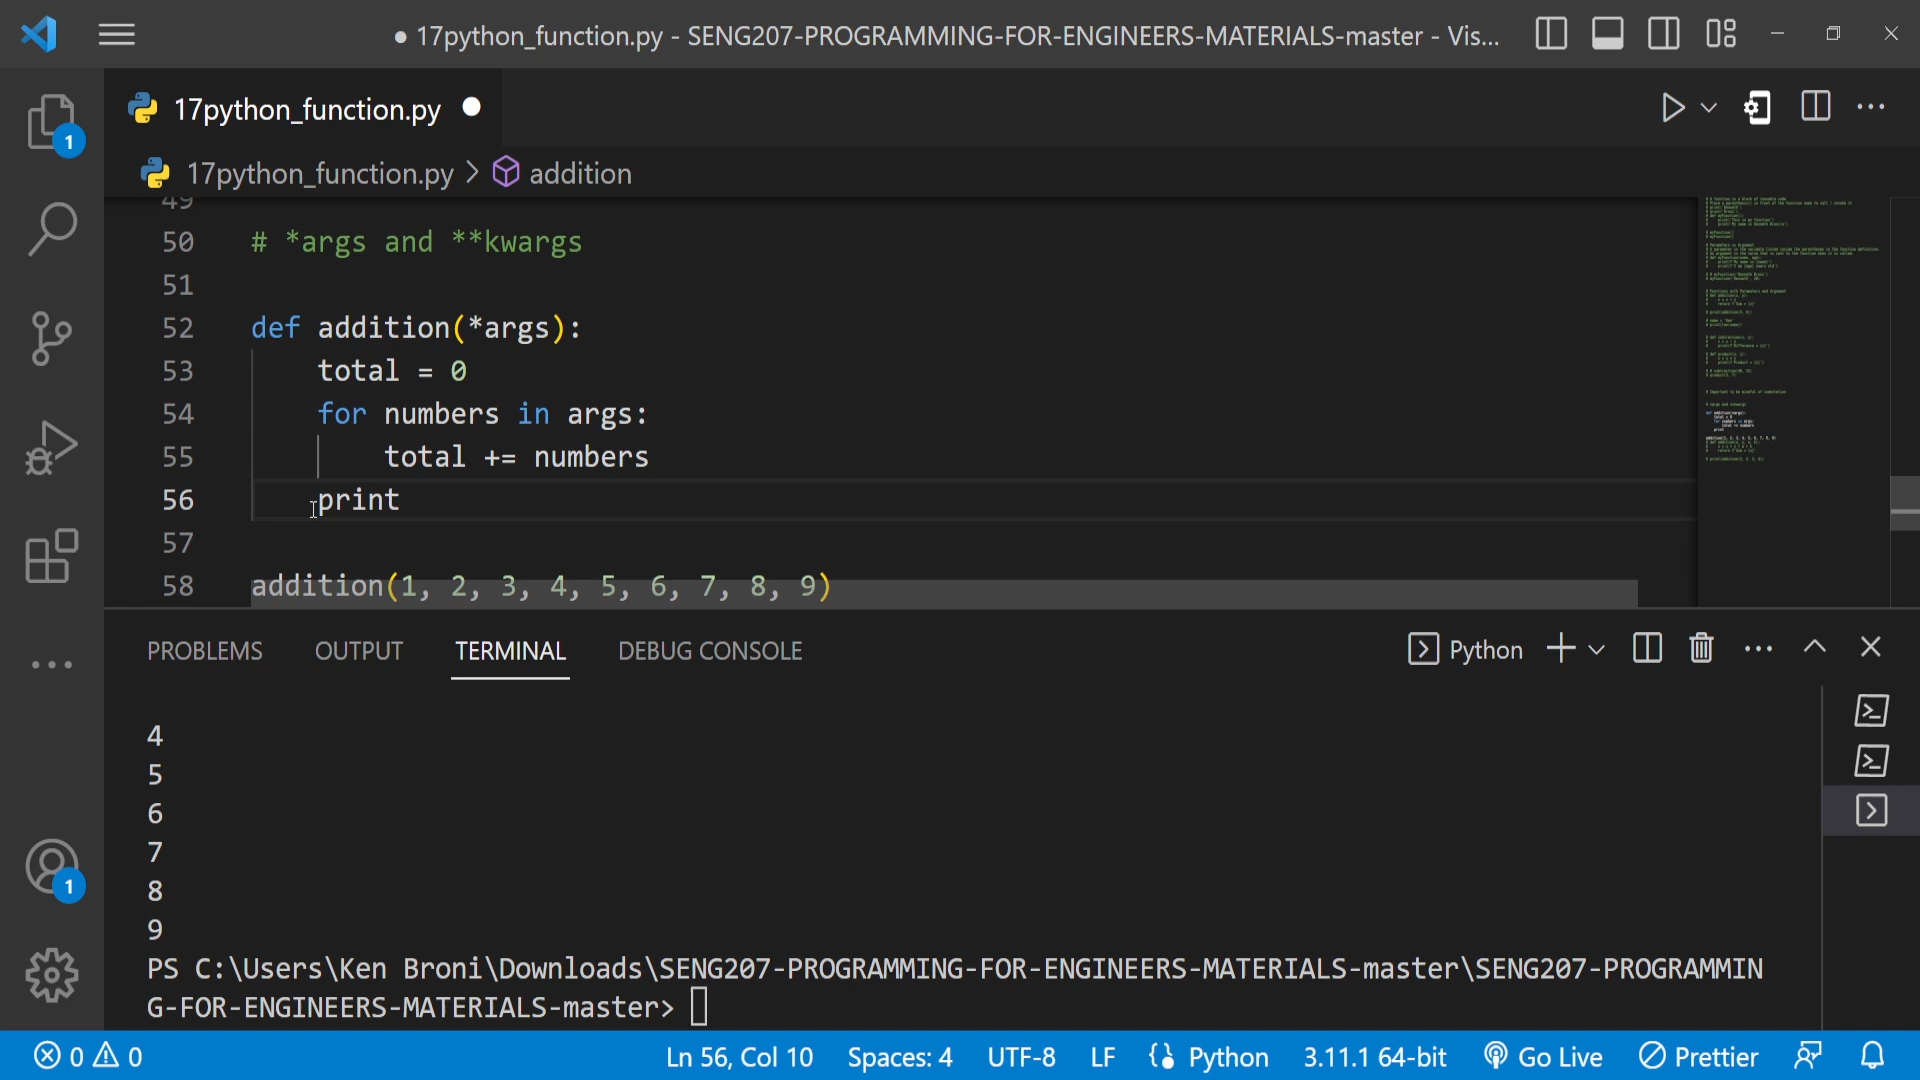 ● 17python_function.py - SENG207-PROGRAMMING-FOR-ENGINEERS-MATERIALS-master - Vis...
17python_function.py ●
17python_function.py > addition
49
50 # *args and **kwargs
51
52 def addition(*args):
53 total = 0
54 for numbers in args:
55 total += numbers
56 print
57
58 addition(1, 2, 3, 4, 5, 6, 7, 8, 9)
1
PROBLEMS OUTPUT TERMINAL DEBUG CONSOLE Python
4
5
6
7
8
9
1
PS C:\Users\Ken Broni\Downloads\SENG207-PROGRAMMING-FOR-ENGINEERS-MATERIALS-master\SENG207-PROGRAMMIN
G-FOR-ENGINEERS-MATERIALS-master>
0 0 Ln 56, Col 10 Spaces: 4 UTF-8 LF Python 3.11.1 64-bit Go Live Prettier